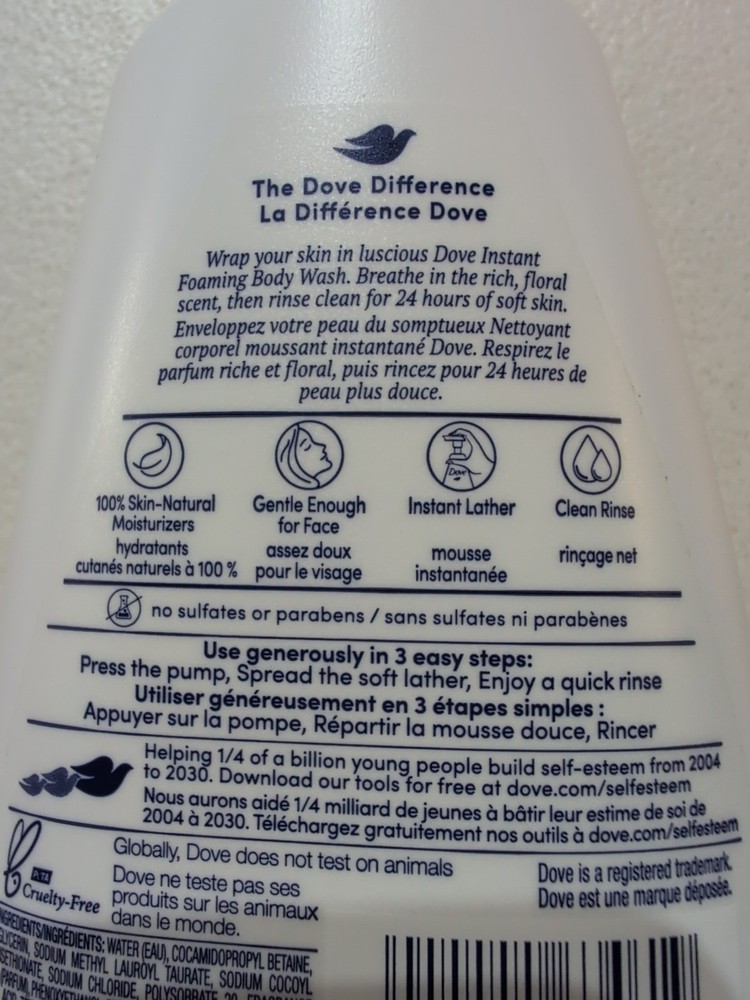 The Dove Difference
La Différence Dove
Wrap your skin in luscious Dove Instant
Foaming Body Wash. Breathe in the rich, floral
scent, then rinse clean for 24 hours of soft skin.
Enveloppez votre peau du somptueux Nettoyant
corporel moussant instantané Dove. Respirez le
parfum riche et floral, puis rincez pour 24 heures de
peau plus douce.
100% Skin-Natural
Moisturizers
hydratants
cutanés naturels à 100 %
Gentle Enough
for Face
assez doux
pour le visage
Dove
Instant Lather
mousse
instantanée
Clean Rinse
rinçage net
no sulfates or parabens / sans sulfates ni parabènes
Use generously in 3 easy steps:
Press the pump, Spread the soft lather, Enjoy a quick rinse
Utiliser généreusement en 3 étapes simples :
Appuyer sur la pompe, Répartir la mousse douce, Rincer
Helping 1/4 of a billion young people build self-esteem from 2004
to 2030. Download our tools for free at dove.com/selfesteem
Nous aurons aidé 1/4 milliard de jeunes à bâtir leur estime de soi de
2004 à 2030. Téléchargez gratuitement nos outils à dove.com/selfesteem
PETA
Cruelty-Free
Globally, Dove does not test on animals
Dove ne teste pas ses
produits sur les animaux
dans le monde.
Dove is a registered trademark.
Dove est une marque déposée.
INGREDIENTS/INGRÉDIENTS: WATER (EAU), COCAMIDOPROPYL BETAINE,
GLYCERIN, SODIUM METHYL LAUROYL TAURATE, SODIUM COCOYL
SODIUM CHLORIDE, POLYSORBATE